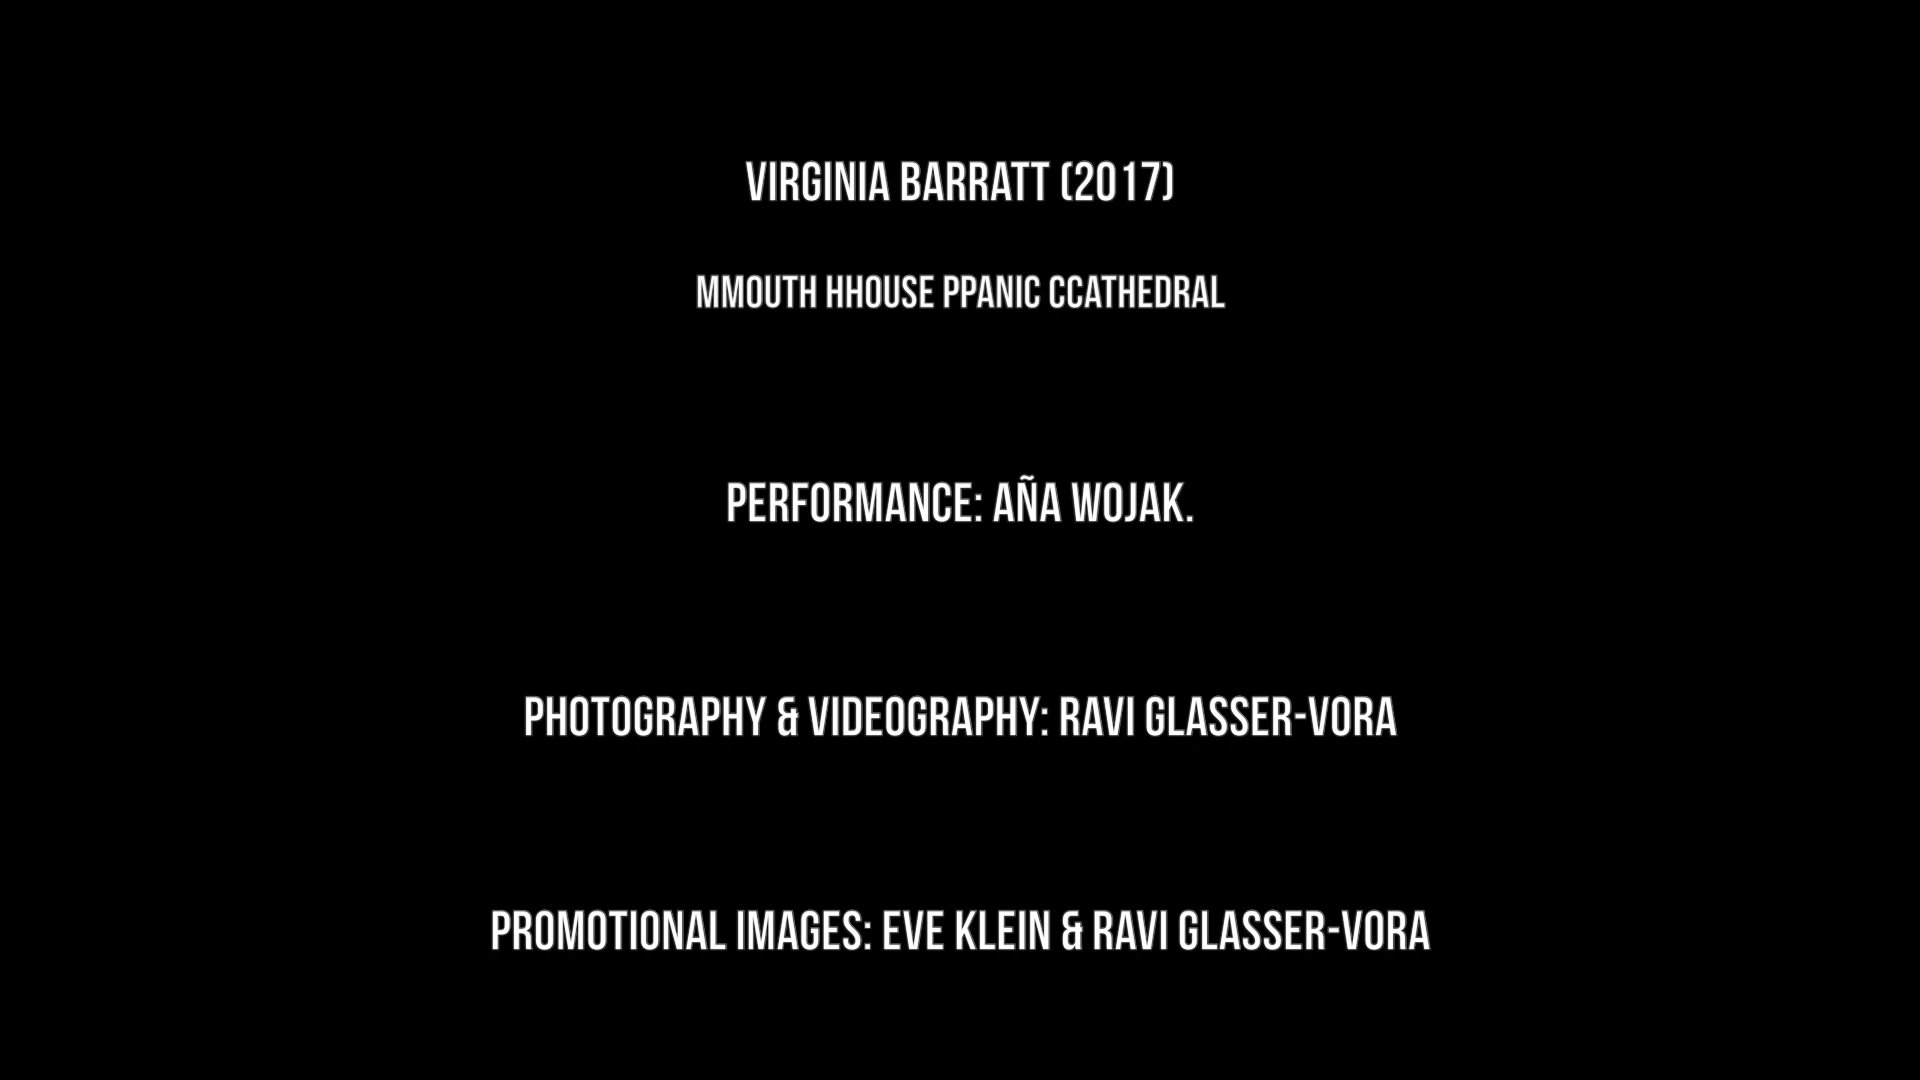 VIRGINIA BARRATT (2017)
MMOUTH HHOUSE PPANIC CCATHEDRAL
PERFORMANCE: AÑA WOJAK.
PHOTOGRAPHY & VIDEOGRAPHY: RAVI GLASSER-VORA
PROMOTIONAL IMAGES: EVE KLEIN & RAVI GLASSER-VORA